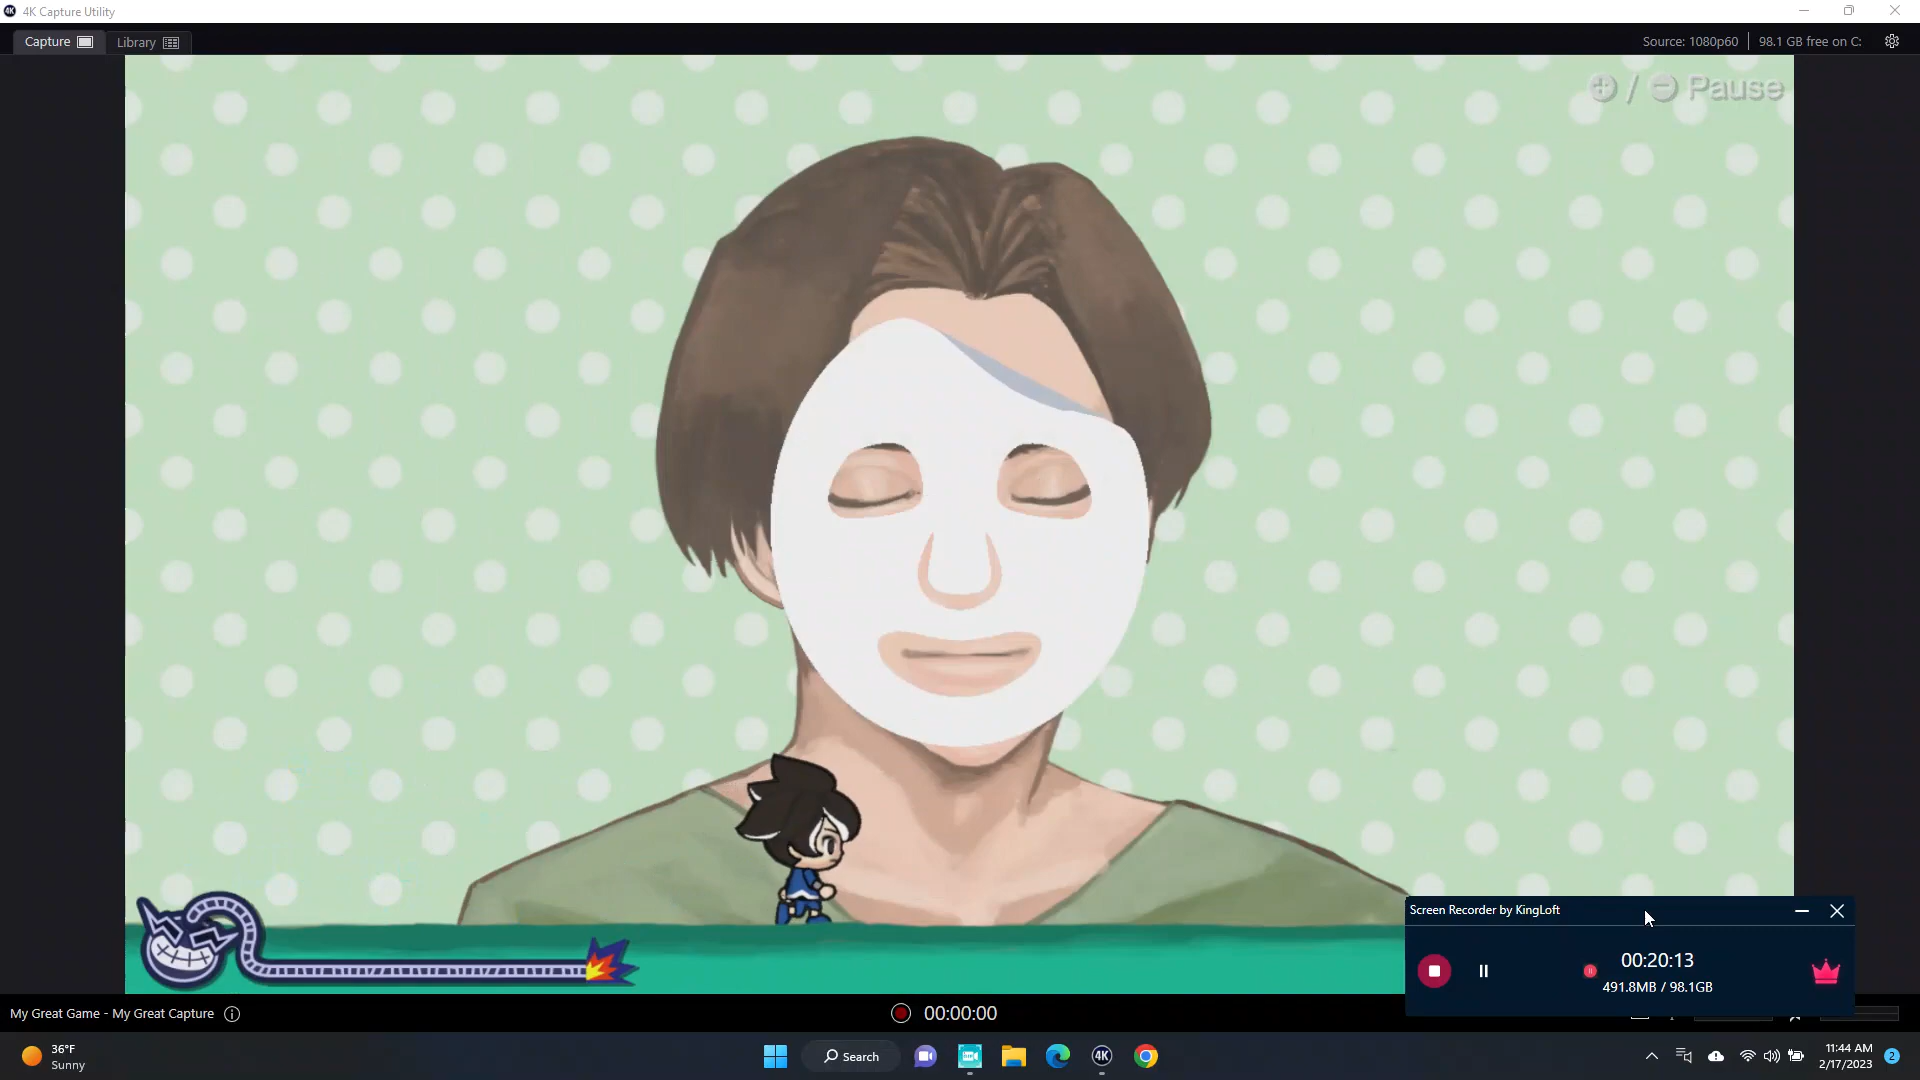 4K Capture Utility
Capture
Library
Source: 1080p60
98.1 GB free on C:
+ / - Pause
Screen Recorder by KingLoft
00:20:13
491.8MB / 98.1GB
My Great Game - My Great Capture
00:00:00
36°F
Sunny
Search
4K
11:44 AM
2/17/2023
2